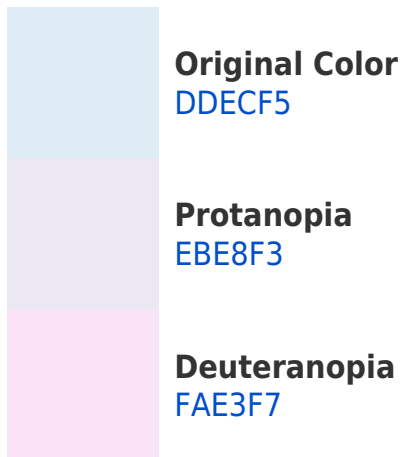 Original Color
DDECF5
Protanopia
EBE8F3
Deuteranopia
FAE3F7